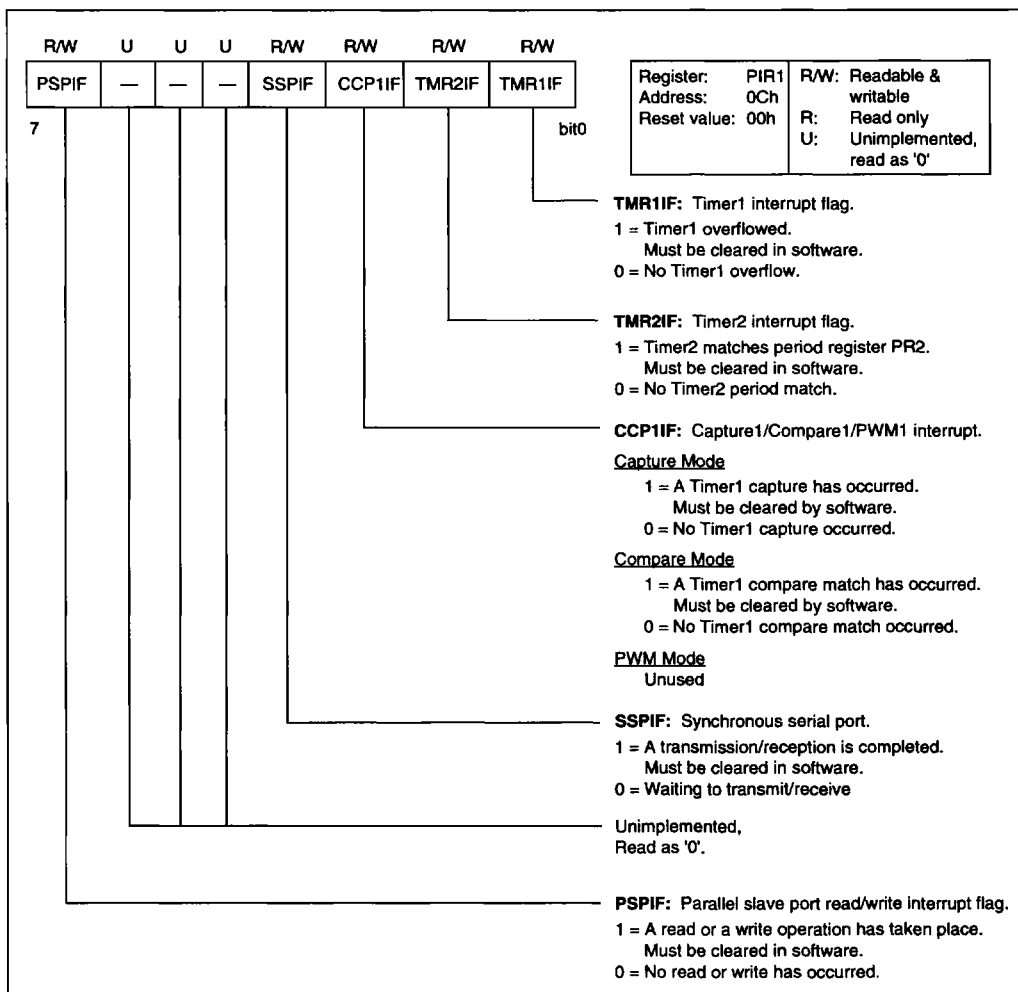 R/W U U U R/W R/W R/W R/W
PSPIF — — — SSPIF CCP1IF TMR2IF TMR1IF
7 bit0
Register: PIR1
Address: 0Ch
Reset value: 00h
R/W: Readable &
writable
R: Read only
U: Unimplemented,
read as '0'
TMR1IF: Timer1 interrupt flag.
1 = Timer1 overflowed.
Must be cleared in software.
0 = No Timer1 overflow.
TMR2IF: Timer2 interrupt flag.
1 = Timer2 matches period register PR2.
Must be cleared in software.
0 = No Timer2 period match.
CCP1IF: Capture1/Compare1/PWM1 interrupt.
Capture Mode
1 = A Timer1 capture has occurred.
Must be cleared by software.
0 = No Timer1 capture occurred.
Compare Mode
1 = A Timer1 compare match has occurred.
Must be cleared by software.
0 = No Timer1 compare match occurred.
PWM Mode
Unused
SSPIF: Synchronous serial port.
1 = A transmission/reception is completed.
Must be cleared in software.
0 = Waiting to transmit/receive
Unimplemented,
Read as '0'.
PSPIF: Parallel slave port read/write interrupt flag.
1 = A read or a write operation has taken place.
Must be cleared in software.
0 = No read or write has occurred.